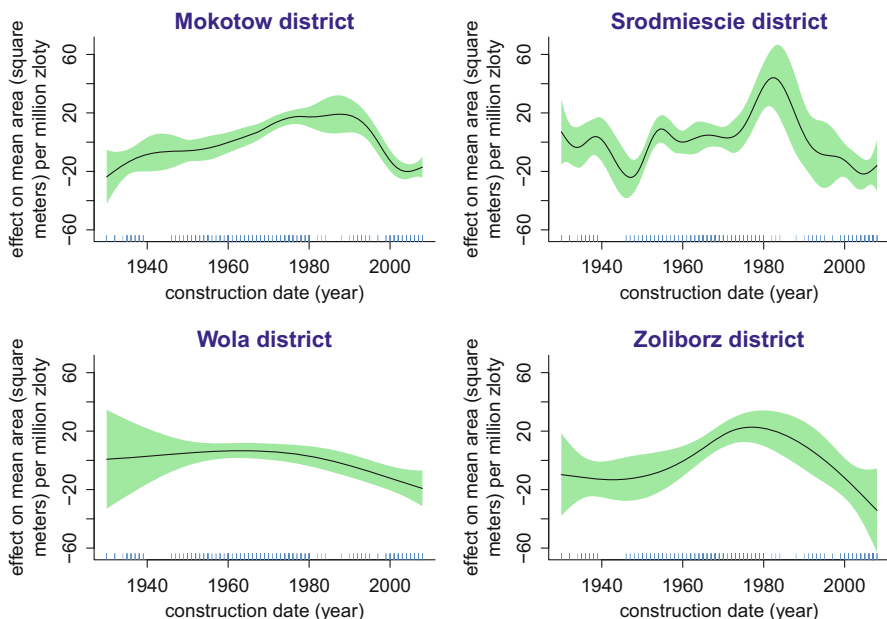 Mokotow district
effect on mean area (square
meters) per million zloty
60
20
−20
−60
1940
1960
1980
2000
construction date (year)
Srodmiescie district
effect on mean area (square
meters) per million zloty
60
20
−20
−60
1940
1960
1980
2000
construction date (year)
Wola district
effect on mean area (square
meters) per million zloty
60
20
−20
−60
1940
1960
1980
2000
construction date (year)
Zoliborz district
effect on mean area (square
meters) per million zloty
60
20
−20
−60
1940
1960
1980
2000
construction date (year)